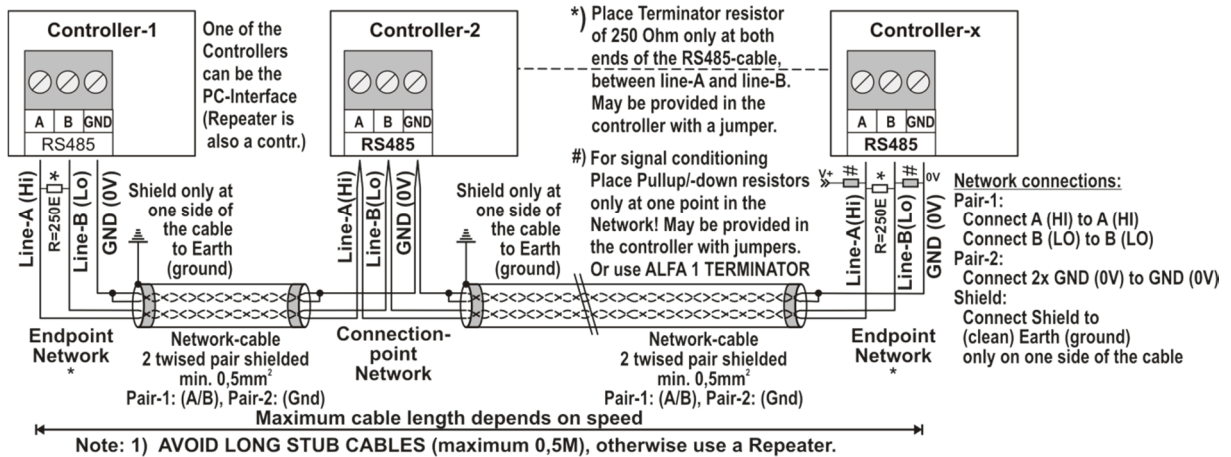 Controller-1
A B GND
RS485
One of the
Controllers
can be the
PC-Interface
(Repeater is
also a contr.)
Controller-2
A B GND
RS485
*) Place Terminator resistor
of 250 Ohm only at both
ends of the RS485-cable,
between line-A and line-B.
May be provided in the
controller with a jumper.
#) For signal conditioning
Place Pullup/-down resistors
only at one point in the
Network! May be provided in
the controller with jumpers.
Or use ALFA 1 TERMINATOR
Controller-x
A B GND
RS485
Line-A (Hi)
R=250E *
Line-B (Lo)
GND (0V)
Shield only at
one side of
the cable
to Earth
(ground)
Line-A(Hi)
Line-B(Lo)
GND (0V)
Shield only at
one side of
the cable
to Earth
(ground)
V+ # * # 0V
Line-A(Hi)
R=250E
Line-B(Lo)
GND (0V)
Network connections:
Pair-1:
Connect A (HI) to A (HI)
Connect B (LO) to B (LO)
Pair-2:
Connect 2x GND (0V) to GND (0V)
Shield:
Connect Shield to
(clean) Earth (ground)
only on one side of the cable
Endpoint
Network
*
Network-cable
2 twised pair shielded
min. 0,5mm²
Pair-1: (A/B), Pair-2: (Gnd)
Connection-
point
Network
Network-cable
2 twised pair shielded
min. 0,5mm²
Pair-1: (A/B), Pair-2: (Gnd)
Endpoint
Network
*
Maximum cable length depends on speed
Note: 1) AVOID LONG STUB CABLES (maximum 0,5M), otherwise use a Repeater.